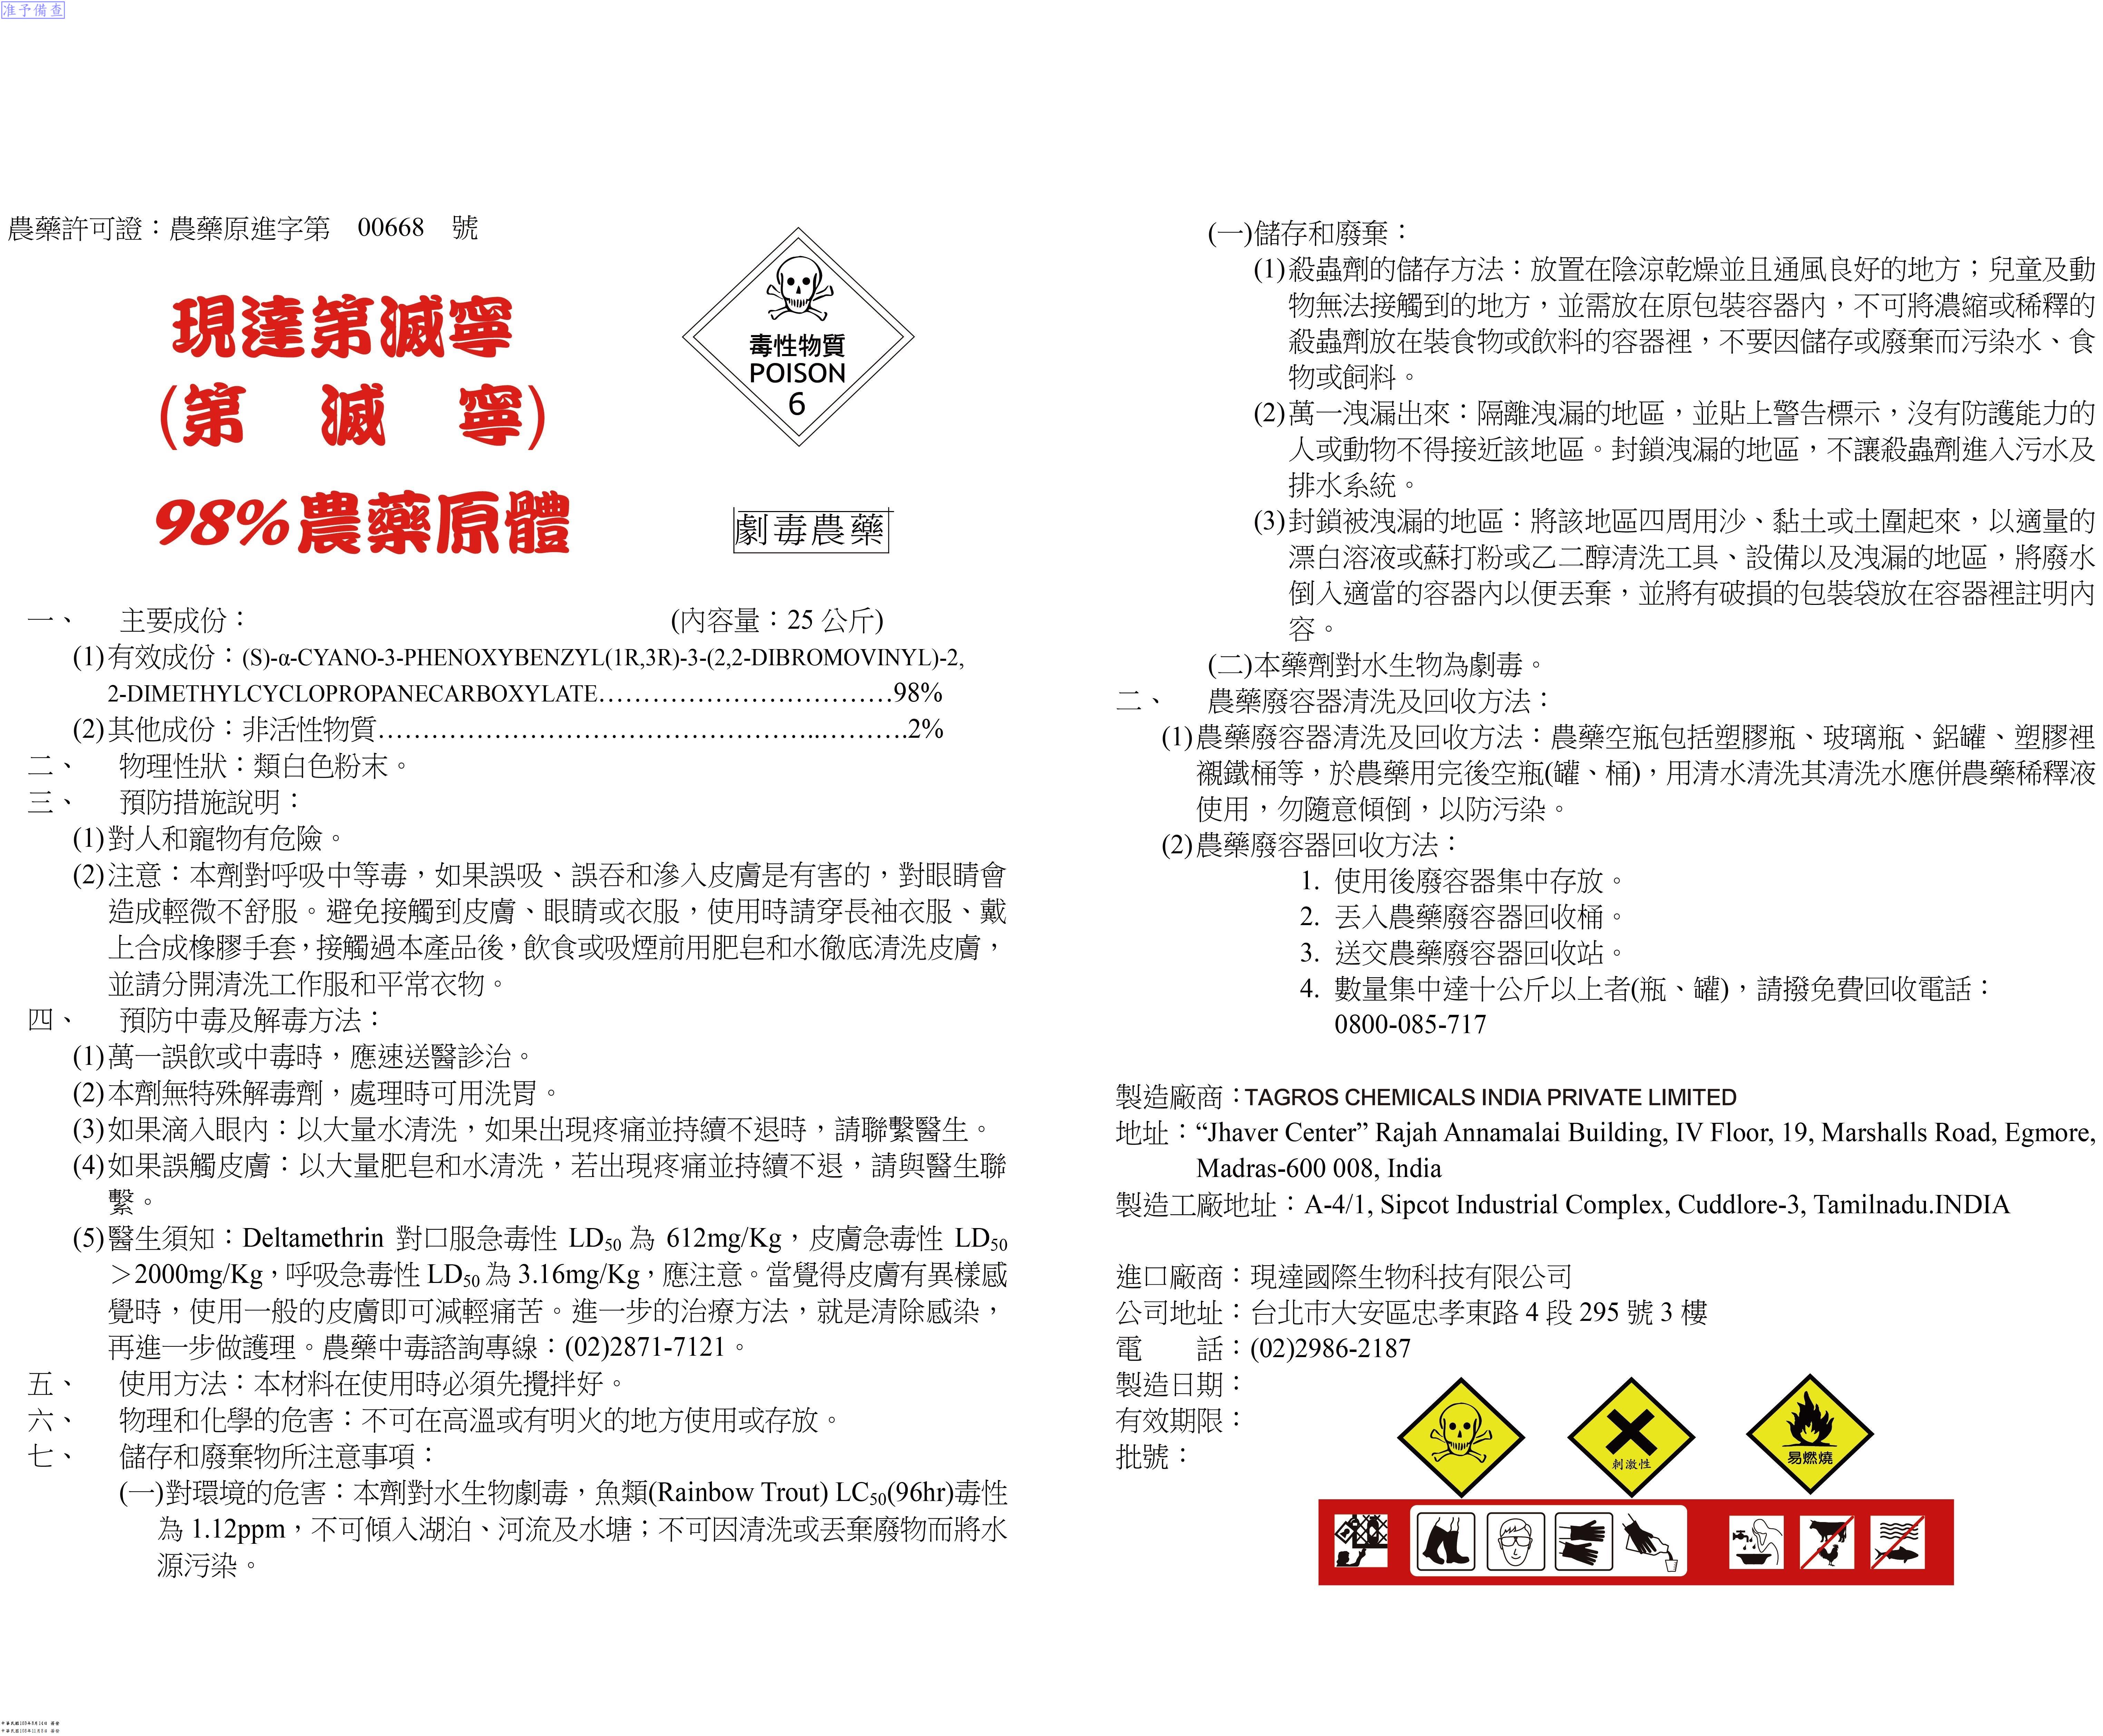 准予備查
農藥許可證：農藥原進字第 00668 號
現達第滅寧
(第 滅 寧)
98%農藥原體
毒性物質
POISON
6
劇毒農藥
一、 主要成份： (內容量：25 公斤)
(1)有效成份：(S)-α-CYANO-3-PHENOXYBENZYL(1R,3R)-3-(2,2-DIBROMOVINYL)-2,
2-DIMETHYLCYCLOPROPANECARBOXYLATE……………………………98%
(2)其他成份：非活性物質…………………………………………..……….2%
二、 物理性狀：類白色粉末。
三、 預防措施說明：
(1)對人和寵物有危險。
(2)注意：本劑對呼吸中等毒，如果誤吸、誤吞和滲入皮膚是有害的，對眼睛會
造成輕微不舒服。避免接觸到皮膚、眼睛或衣服，使用時請穿長袖衣服、戴
上合成橡膠手套，接觸過本產品後，飲食或吸煙前用肥皂和水徹底清洗皮膚，
並請分開清洗工作服和平常衣物。
四、 預防中毒及解毒方法：
(1)萬一誤飲或中毒時，應速送醫診治。
(2)本劑無特殊解毒劑，處理時可用洗胃。
(3)如果滴入眼內：以大量水清洗，如果出現疼痛並持續不退時，請聯繫醫生。
(4)如果誤觸皮膚：以大量肥皂和水清洗，若出現疼痛並持續不退，請與醫生聯
繫。
(5)醫生須知：Deltamethrin 對口服急毒性 LD50 為 612mg/Kg，皮膚急毒性 LD50
＞2000mg/Kg，呼吸急毒性 LD50 為 3.16mg/Kg，應注意。當覺得皮膚有異樣感
覺時，使用一般的皮膚即可減輕痛苦。進一步的治療方法，就是清除感染，
再進一步做護理。農藥中毒諮詢專線：(02)2871-7121。
五、 使用方法：本材料在使用時必須先攪拌好。
六、 物理和化學的危害：不可在高溫或有明火的地方使用或存放。
七、 儲存和廢棄物所注意事項：
(一)對環境的危害：本劑對水生物劇毒，魚類(Rainbow Trout) LC50(96hr)毒性
為 1.12ppm，不可傾入湖泊、河流及水塘；不可因清洗或丟棄廢物而將水
源污染。
(一)儲存和廢棄：
(1)殺蟲劑的儲存方法：放置在陰涼乾燥並且通風良好的地方；兒童及動
物無法接觸到的地方，並需放在原包裝容器內，不可將濃縮或稀釋的
殺蟲劑放在裝食物或飲料的容器裡，不要因儲存或廢棄而污染水、食
物或飼料。
(2)萬一洩漏出來：隔離洩漏的地區，並貼上警告標示，沒有防護能力的
人或動物不得接近該地區。封鎖洩漏的地區，不讓殺蟲劑進入污水及
排水系統。
(3)封鎖被洩漏的地區：將該地區四周用沙、黏土或土圍起來，以適量的
漂白溶液或蘇打粉或乙二醇清洗工具、設備以及洩漏的地區，將廢水
倒入適當的容器內以便丟棄，並將有破損的包裝袋放在容器裡註明內
容。
(二)本藥劑對水生物為劇毒。
二、 農藥廢容器清洗及回收方法：
(1)農藥廢容器清洗及回收方法：農藥空瓶包括塑膠瓶、玻璃瓶、鋁罐、塑膠裡
襯鐵桶等，於農藥用完後空瓶(罐、桶)，用清水清洗其清洗水應併農藥稀釋液
使用，勿隨意傾倒，以防污染。
(2)農藥廢容器回收方法：
1. 使用後廢容器集中存放。
2. 丟入農藥廢容器回收桶。
3. 送交農藥廢容器回收站。
4. 數量集中達十公斤以上者(瓶、罐)，請撥免費回收電話：
0800-085-717
製造廠商：TAGROS CHEMICALS INDIA PRIVATE LIMITED
地址：“Jhaver Center” Rajah Annamalai Building, IV Floor, 19, Marshalls Road, Egmore,
Madras-600 008, India
製造工廠地址：A-4/1, Sipcot Industrial Complex, Cuddlore-3, Tamilnadu.INDIA
進口廠商：現達國際生物科技有限公司
公司地址：台北市大安區忠孝東路 4 段 295 號 3 樓
電 話：(02)2986-2187
製造日期：
有效期限：
批號：
刺激性
易燃燒